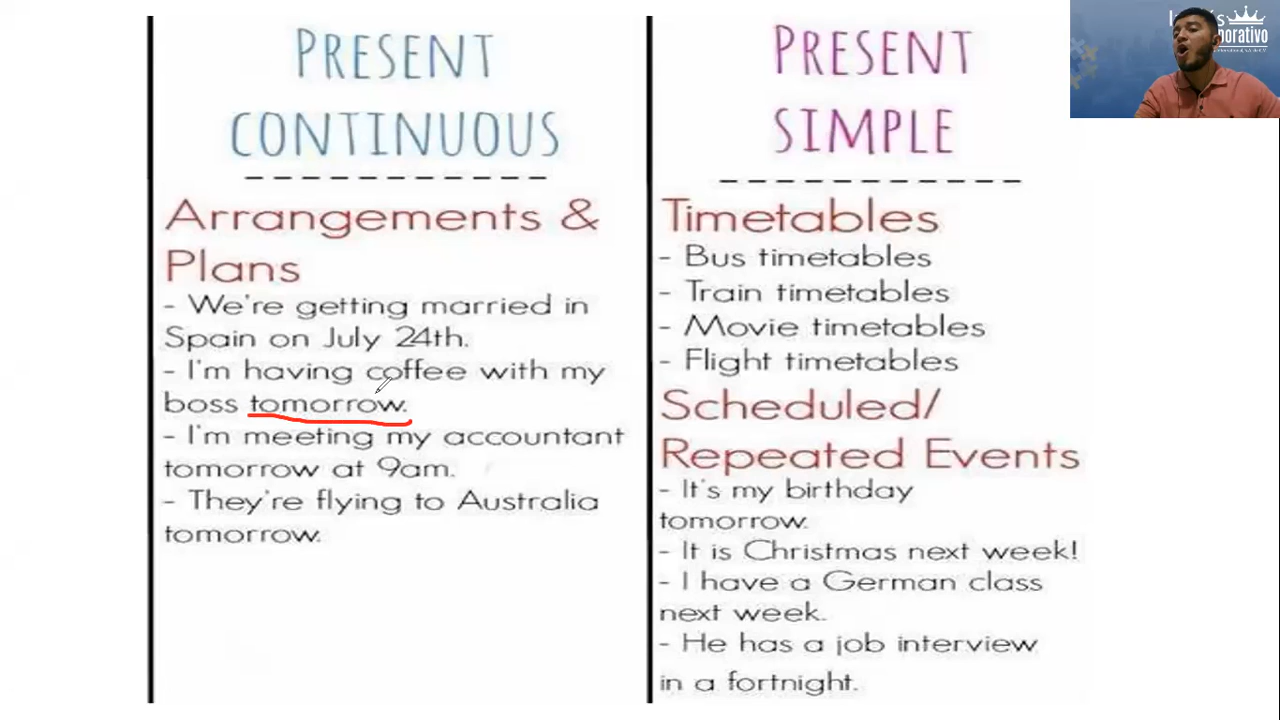 PRESENT
CONTINUOUS
Arrangements &
Plans
- We're getting married in
Spain on July 24th.
- I'm having coffee with my
boss tomorrow.
- I'm meeting my accountant
tomorrow at 9am.
- They're flying to Australia
tomorrow.
PRESENT
SIMPLE
Timetables
- Bus timetables
- Train timetables
- Movie timetables
- Flight timetables
Scheduled/
Repeated Events
- It's my birthday
tomorrow.
- It is Christmas next week!
- I have a German class
next week.
- He has a job interview
in a fortnight.